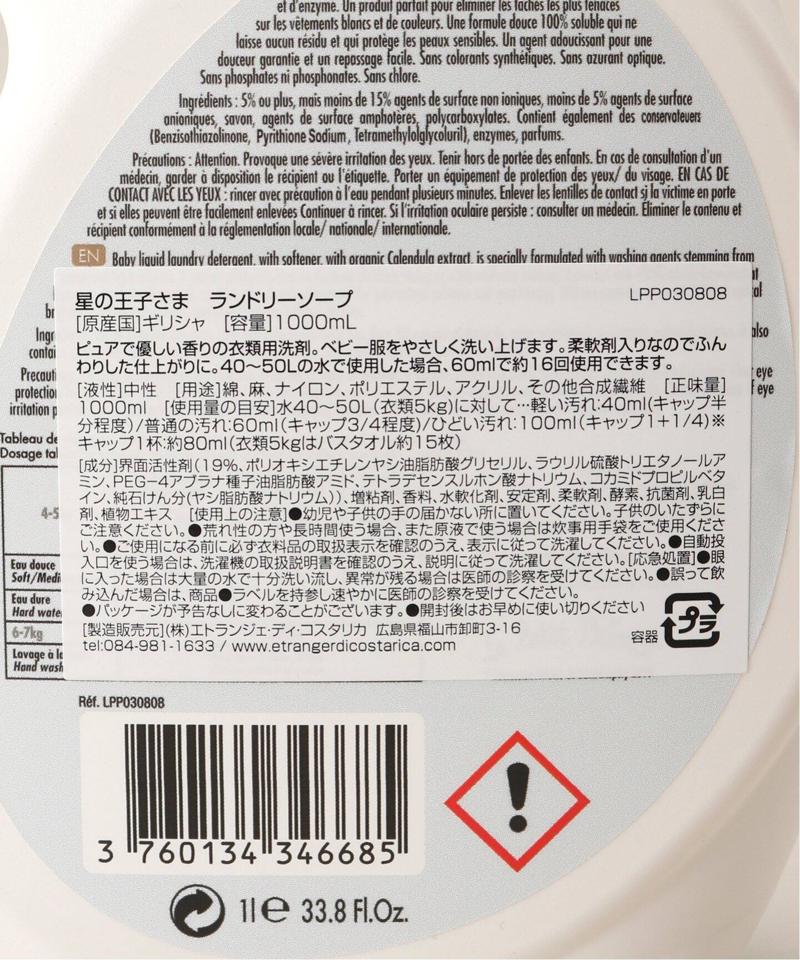 et d'enzyme. Un produit parfait pour éliminer les taches les plus tenaces
sur les vêtements blancs et de couleurs. Une formule douce 100% soluble qui ne
laisse aucun résidu et qui protège les peaux sensibles. Un agent adoucissant pour une
douceur garantie et un repassage facile. Sans colorants synthétiques. Sans azurant optique.
Sans phosphates ni phosphonates. Sans chlore.
Ingrédients : 5% ou plus, mais moins de 15% agents de surface non ioniques, moins de 5% agents de surface
anioniques, savon, agents de surface amphotères, polycarboxylates. Contient également des conservateurs
(Benzisothiazolinone, Pyrithione Sodium, Tetramethylolglycoluril), enzymes, parfums.
Précautions : Attention. Provoque une sévère irritation des yeux. Tenir hors de portée des enfants. En cas de consultation d'un
médecin, garder à disposition le récipient ou l'étiquette. Porter un équipement de protection des yeux/ du visage. EN CAS DE
CONTACT AVEC LES YEUX : rincer avec précaution à l'eau pendant plusieurs minutes. Enlever les lentilles de contact si la victime en porte
et si elles peuvent être facilement enlevées Continuer à rincer. Si l'irritation oculaire persiste : consulter un médecin. Eliminer le contenu et
récipient conformément à la réglementation locale/ nationale/ internationale.
EN Baby liquid laundry detergent, with softener, with organic Calendula extract, is specially formulated with washing agents stemming from
星の王子さま ランドリーソープ LPP030808
[原産国]ギリシャ [容量]1000mL
ピュアで優しい香りの衣類用洗剤。ベビー服をやさしく洗い上げます。柔軟剤入りなのでふん
わりした仕上がりに。40～50Lの水で使用した場合、60mlで約16回使用できます。
[液性]中性 [用途]綿、麻、ナイロン、ポリエステル、アクリル、その他合成繊維 [正味量]
1000ml [使用量の目安]水40～50L(衣類5kg)に対して…軽い汚れ:40ml(キャップ半
分程度)/普通の汚れ:60ml(キャップ3/4程度)/ひどい汚れ:100ml(キャップ1+1/4)※
キャップ1杯:約80ml(衣類5kgはバスタオル約15枚)
[成分]界面活性剤(19%、ポリオキシエチレンヤシ油脂肪酸グリセリル、ラウリル硫酸トリエタノールア
ミン、PEG-4アブラナ種子油脂肪酸アミド、テトラデセンスルホン酸ナトリウム、コカミドプロピルベタ
イン、純石けん分(ヤシ脂肪酸ナトリウム))、増粘剤、香料、水軟化剤、安定剤、柔軟剤、酵素、抗菌剤、乳白
剤、植物エキス [使用上の注意]●幼児や子供の手の届かない所に置いてください。子供のいたずらに
ご注意ください。●荒れ性の方や長時間使う場合、また原液で使う場合は炊事用手袋をご使用くださ
い。●ご使用になる前に必ず衣料品の取扱表示を確認のうえ、表示に従って洗濯してください。●自動投
入口を使う場合は、洗濯機の取扱説明書を確認のうえ、説明に従って洗濯してください。[応急処置]●眼
に入った場合は大量の水で十分洗い流し、異常が残る場合は医師の診察を受けてください。●誤って飲
み込んだ場合は、商品●ラベルを持参し速やかに医師の診察を受けてください。
●パッケージが予告なしに変わることがございます。●開封後はお早めに使い切りください
[製造販売元](株)エトランジェ・ディ・コスタリカ 広島県福山市卸町3-16
tel:084-981-1633 / www.etrangerdicostarica.com
容器 プラ
Tableau de
Dosage
4-5
Eau douce
Soft/Medi
Eau dure
Hard wate
6-7kg
Lavage à la
Hand wash
Réf. LPP030808
3 760134 346685
1l℮ 33.8 Fl.Oz.